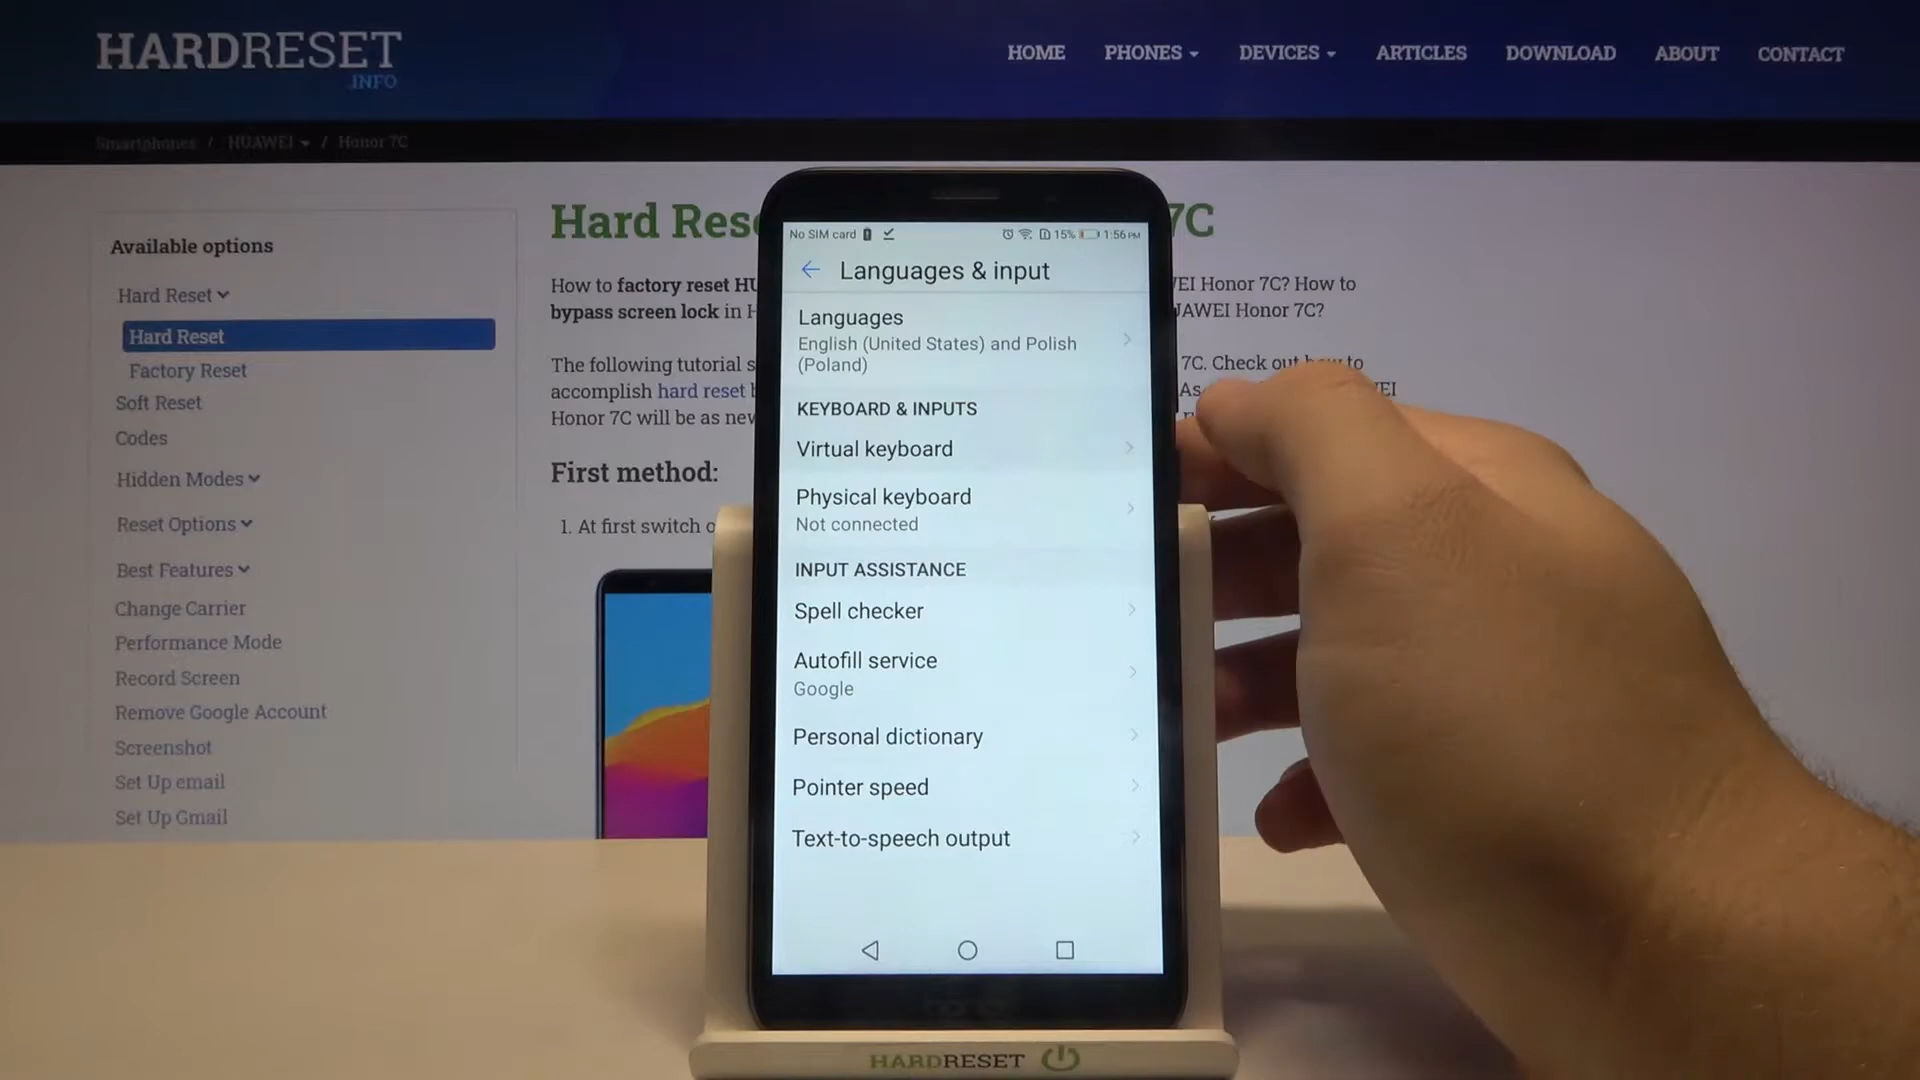 HARDRESET
.INFO
HOME PHONES DEVICES ARTICLES DOWNLOAD ABOUT CONTACT
Smartphones / HUAWEI / Honor 7C
Available options
Hard Reset
Hard Reset
Factory Reset
Soft Reset
Codes
Hidden Modes
Reset Options
Best Features
Change Carrier
Performance Mode
Record Screen
Remove Google Account
Screenshot
Set Up email
Set Up Gmail
Hard Res 7C
How to factory reset HU EI Honor 7C? How to
bypass screen lock in H AWEI Honor 7C?
The following tutorial s 7C. Check out how to
accomplish hard reset b As EI
Honor 7C will be as new
First method:
1. At first switch o
No SIM card 15% 1:56 PM
Languages & input
Languages
English (United States) and Polish
(Poland)
KEYBOARD & INPUTS
Virtual keyboard
Physical keyboard
Not connected
INPUT ASSISTANCE
Spell checker
Autofill service
Google
Personal dictionary
Pointer speed
Text-to-speech output
HARDRESET